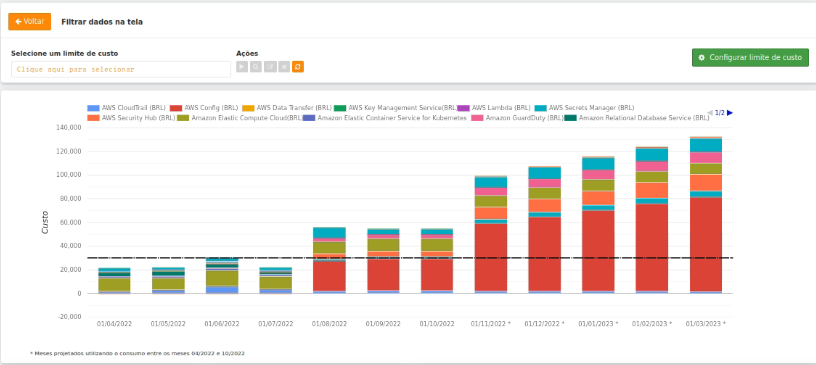 Voltar
Filtrar dados na tela
Selecione um limite de custo
Ações
Clique aqui para selecionar
Configurar limite de custo
AWS CloudTrail (BRL) AWS Config (BRL) AWS Data Transfer (BRL) AWS Key Management Service(BRL) AWS Lambda (BRL) AWS Secrets Manager (BRL)
AWS Security Hub (BRL) Amazon Elastic Compute Cloud(BRL) Amazon Elastic Container Service for Kubernetes Amazon GuardDuty (BRL) Amazon Relational Database Service (BRL)
1/2
140,000
120,000
100,000
80,000
60,000
40,000
20,000
0
-20,000
Custo
01/04/2022 01/05/2022 01/06/2022 01/07/2022 01/08/2022 01/09/2022 01/10/2022 01/11/2022 * 01/12/2022 * 01/01/2023 * 01/02/2023 * 01/03/2023 *
* Meses projetados utilizando o consumo entre os meses 04/2022 e 10/2022